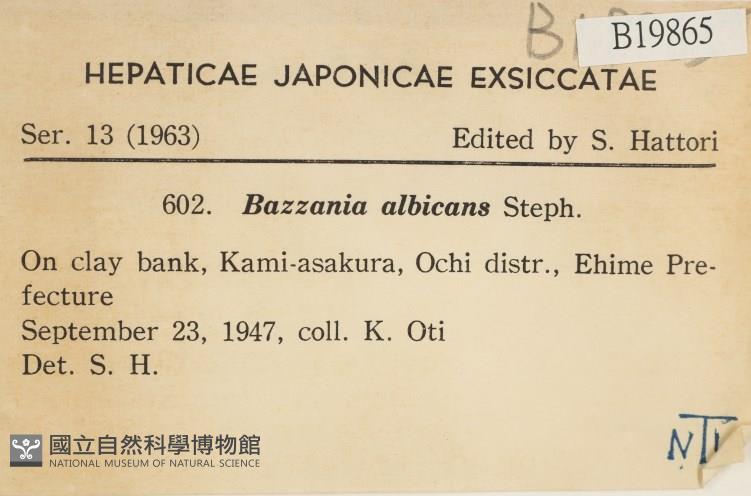 B19865
HEPATICAE JAPONICAE EXSICCATAE
Ser. 13 (1963) Edited by S. Hattori
602. Bazzania albicans Steph.
On clay bank, Kami-asakura, Ochi distr., Ehime Pre-
fecture
September 23, 1947, coll. K. Oti
Det. S. H.
國立自然科學博物館
NATIONAL MUSEUM OF NATURAL SCIENCE